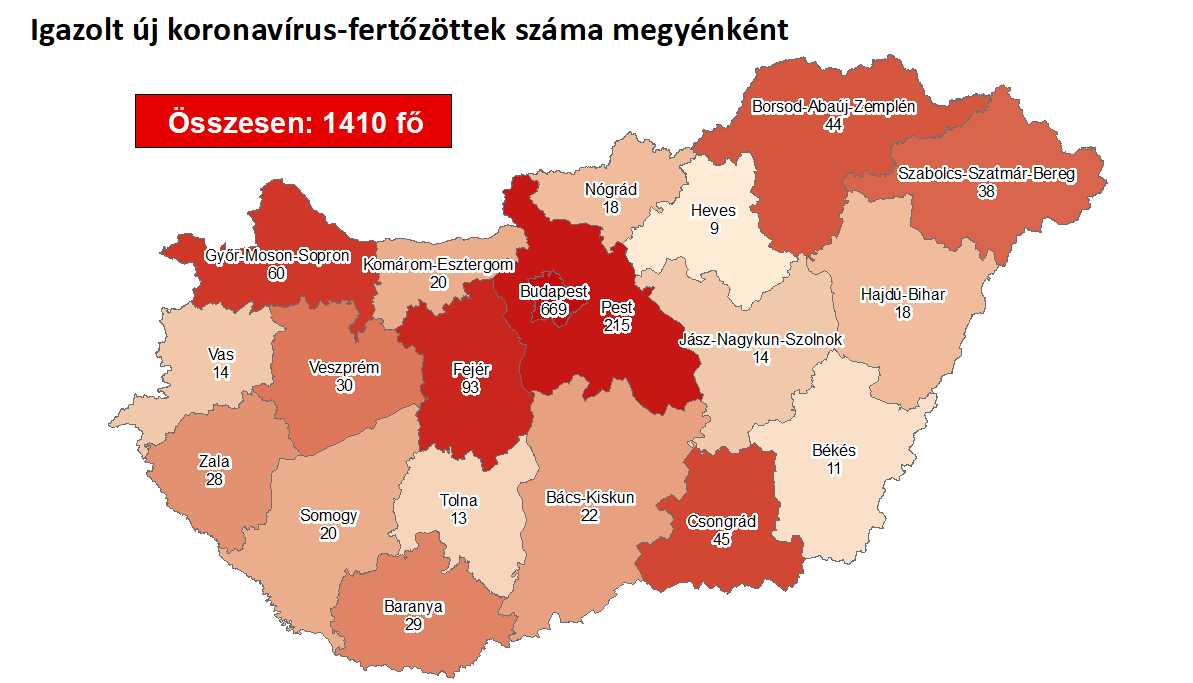 Igazolt új koronavírus-fertőzöttek száma megyénként
Összesen: 1410 fő
Borsod-Abaúj-Zemplén
44
Szabolcs-Szatmár-Bereg
38
Nógrád
18
Heves
9
Győr-Moson-Sopron
60
Komárom-Esztergom
20
Budapest
669
Pest
215
Hajdú-Bihar
18
Jász-Nagykun-Szolnok
14
Vas
14
Veszprém
30
Fejér
93
Békés
11
Zala
28
Somogy
20
Tolna
13
Bács-Kiskun
22
Csongrád
45
Baranya
29